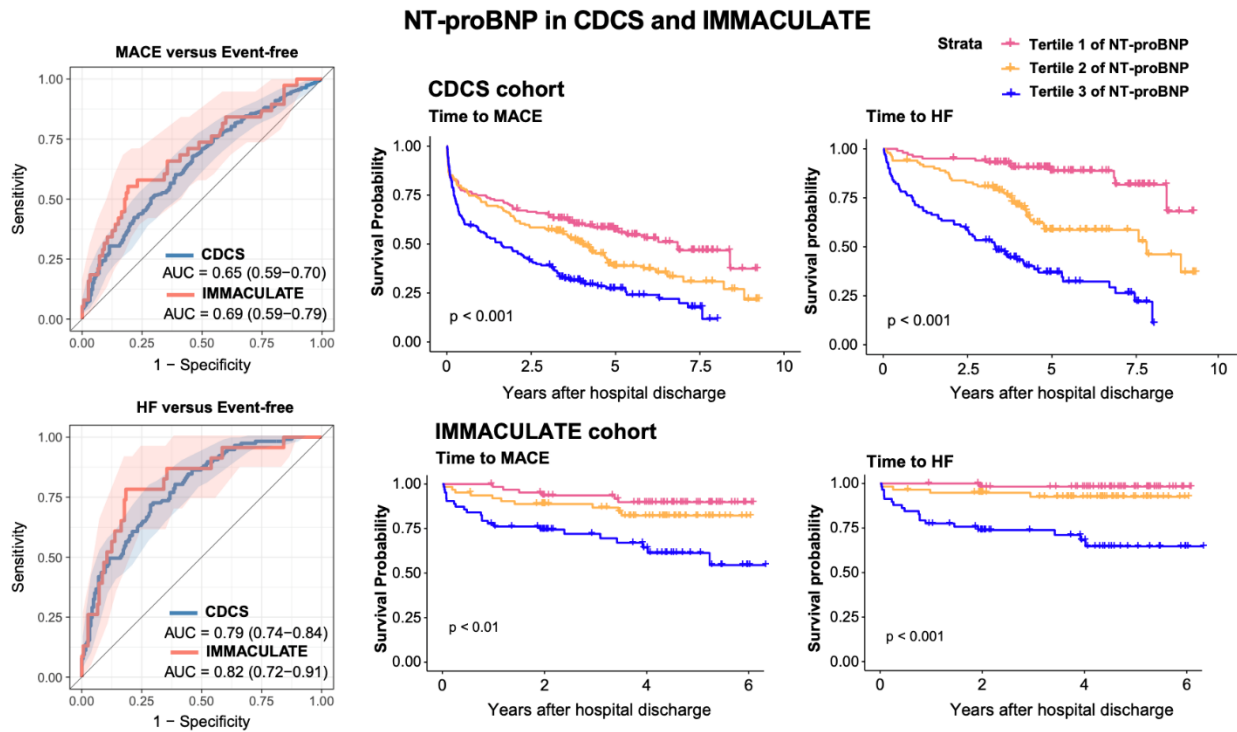 NT-proBNP in CDCS and IMMACULATE
Strata
Tertile 1 of NT-proBNP
Tertile 2 of NT-proBNP
Tertile 3 of NT-proBNP
MACE versus Event-free
1.00
0.75
0.50
0.25
0.00
Sensitivity
CDCS
AUC = 0.65 (0.59−0.70)
IMMACULATE
AUC = 0.69 (0.59−0.79)
0.00 0.25 0.50 0.75 1.00
1 − Specificity
CDCS cohort
Time to MACE
1.00
0.75
0.50
0.25
0.00
Survival Probability
p < 0.001
0 2.5 5.0 7.5 10
Years after hospital discharge
Time to HF
1.00
0.75
0.50
0.25
0.00
Survival probability
p < 0.001
0 2.5 5.0 7.5 10
Years after hospital discharge
HF versus Event-free
1.00
0.75
0.50
0.25
0.00
Sensitivity
CDCS
AUC = 0.79 (0.74−0.84)
IMMACULATE
AUC = 0.82 (0.72−0.91)
0.00 0.25 0.50 0.75 1.00
1 − Specificity
IMMACULATE cohort
Time to MACE
1.00
0.75
0.50
0.25
0.00
Survival Probability
p < 0.01
0 2 4 6
Years after hospital discharge
Time to HF
1.00
0.75
0.50
0.25
0.00
Survival probability
p < 0.001
0 2 4 6
Years after hospital discharge